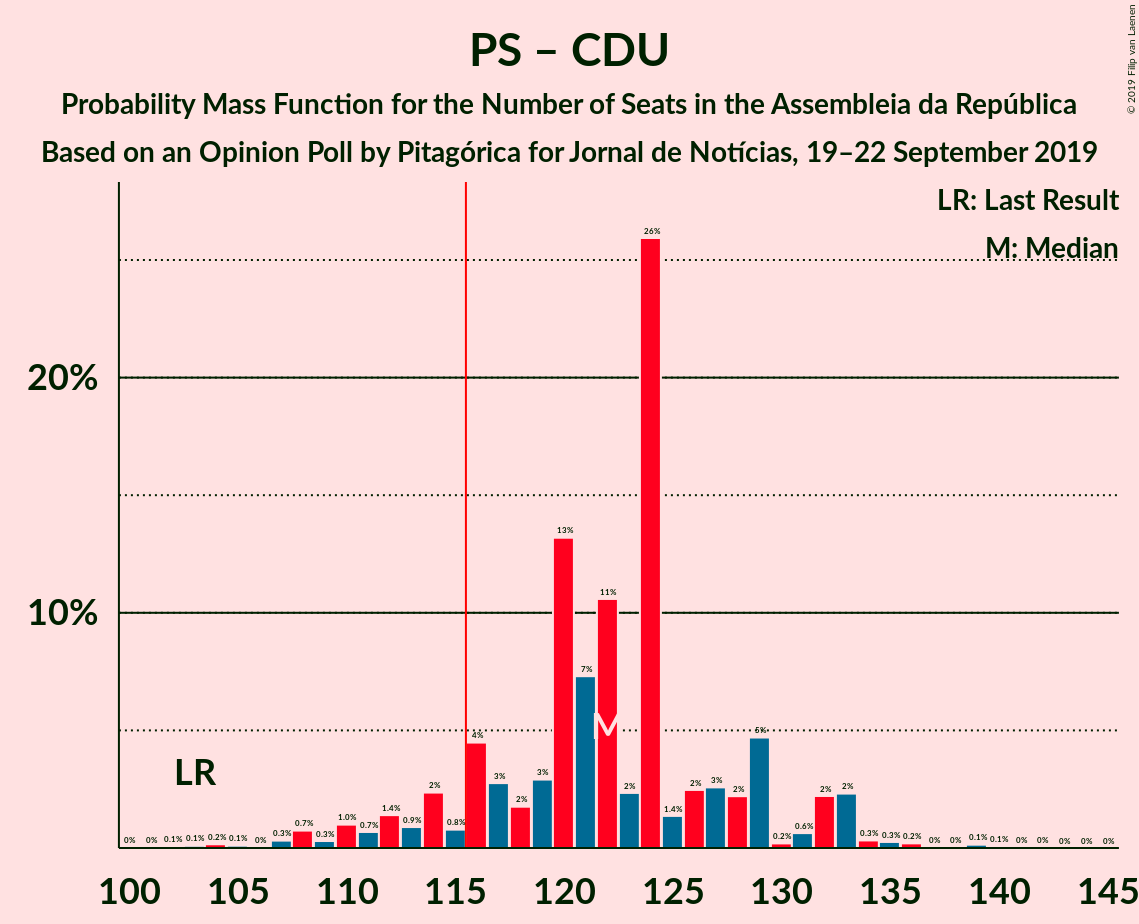 © 2019 Filip van Laenen
PS – CDU
Probability Mass Function for the Number of Seats in the Assembleia da República
Based on an Opinion Poll by Pitagórica for Jornal de Notícias, 19–22 September 2019
LR: Last Result
M: Median
20%
10%
0% 0% 0.1% 0.1% 0.2% 0.1% 0% 0.3% 0.7% 0.3% 1.0% 0.7% 1.4% 0.9% 2% 0.8% 4% 3% 2% 3% 13% 7% 11% 2% 26% 1.4% 2% 3% 2% 5% 0.2% 0.6% 2% 2% 0.3% 0.3% 0.2% 0% 0% 0.1% 0.1% 0% 0% 0% 0% 0%
LR
M
100 105 110 115 120 125 130 135 140 145